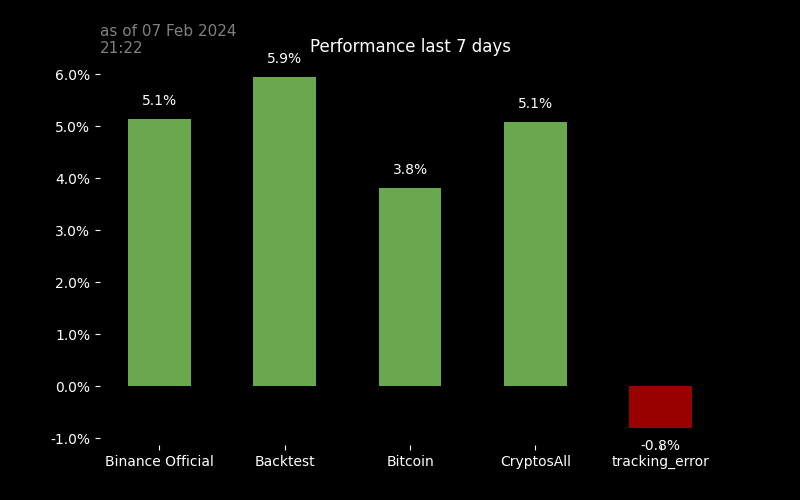 as of 07 Feb 2024
21:22
Performance last 7 days
6.0%
5.0%
4.0%
3.0%
2.0%
1.0%
0.0%
-1.0%
5.1%
5.9%
3.8%
5.1%
-0.8%
Binance Official
Backtest
Bitcoin
CryptosAll
tracking_error